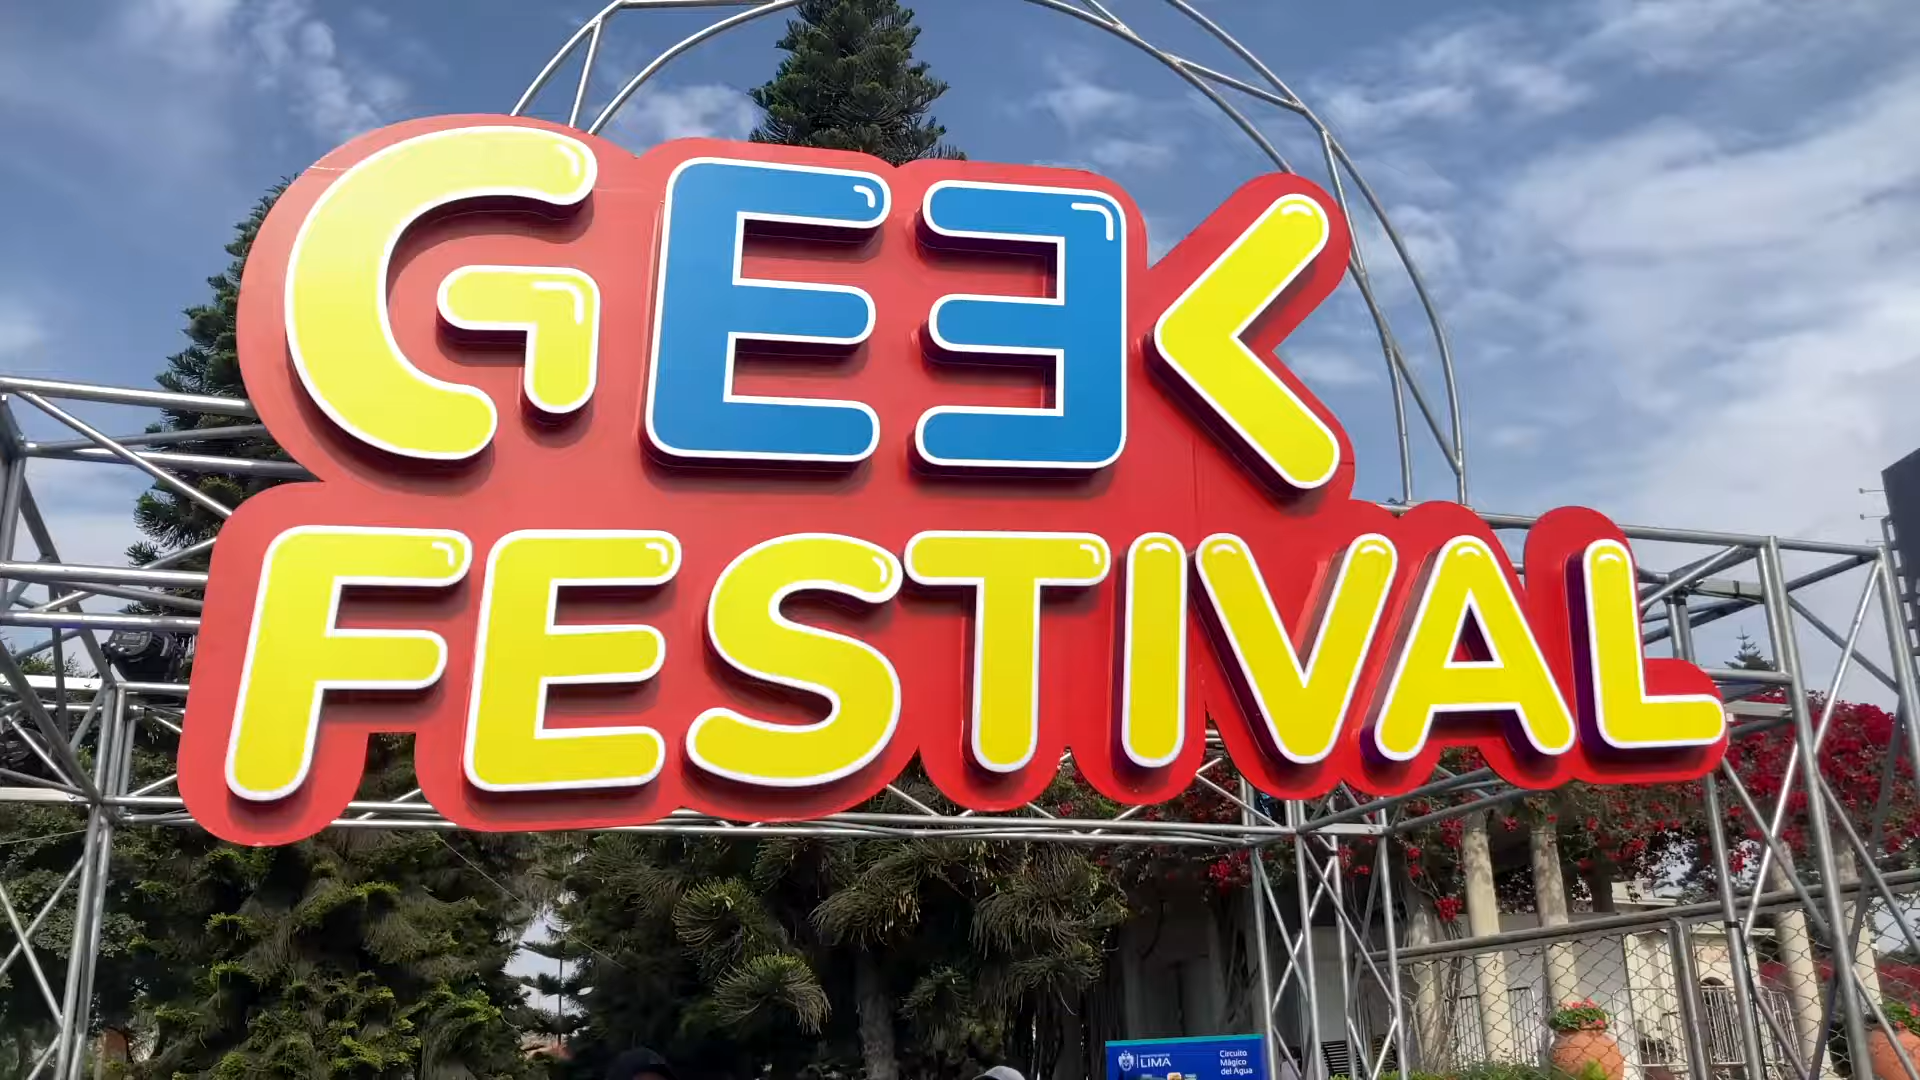 GEEK
FESTIVAL
LIMA
Circuito
Mágico
del Agua